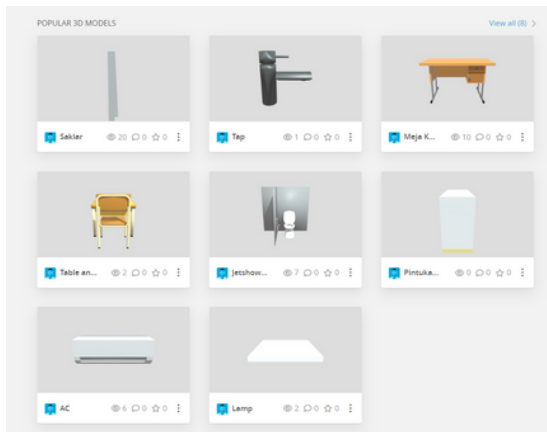 POPULAR 3D MODELS
View all (8)
Saklar 20 0 0
Tap 1 0 0
Meja K... 10 0 0
Table an... 2 0 0
Jetshow... 7 0 0
Pintuka... 0 0 0
AC 6 0 0
Lamp 2 0 0